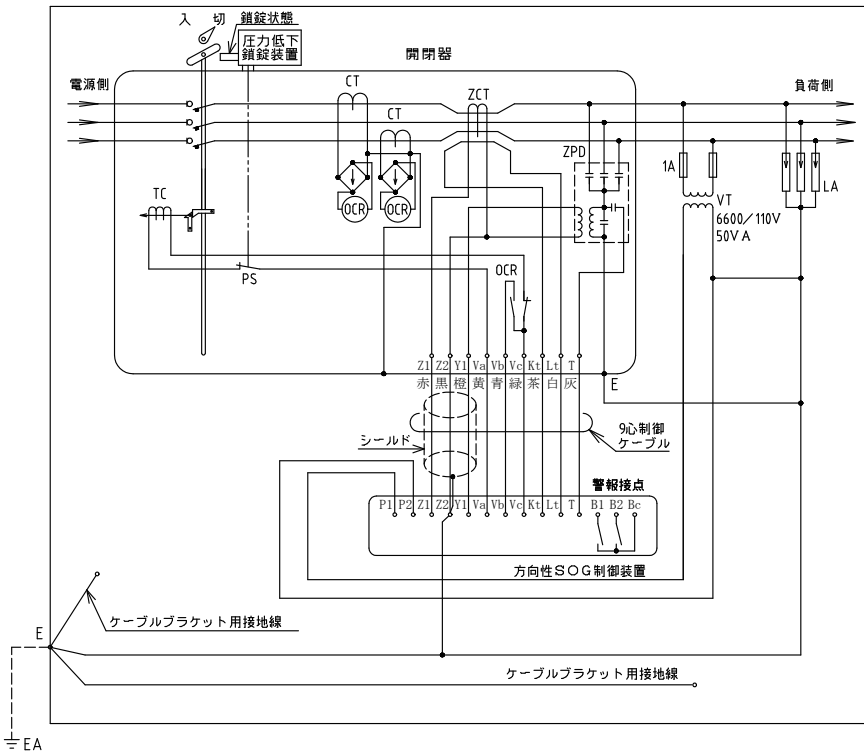 入 切 鎖錠状態
圧力低下
鎖錠装置
開閉器
電源側
負荷側
CT
ZCT
CT
ZPD
1A
LA
VT
6600/110V
50VA
OCR
OCR
TC
PS
OCR
Z1 Z2 Y1 Va Vb Vc Kt Lt T
赤 黒 橙 黄 青 緑 茶 白 灰
E
シールド
9心制御
ケーブル
警報接点
P1 P2 Z1 Z2 Y1 Va Vb Vc Kt Lt T B1 B2 Bc
方向性SOG制御装置
ケーブルブラケット用接地線
E
ケーブルブラケット用接地線
EA